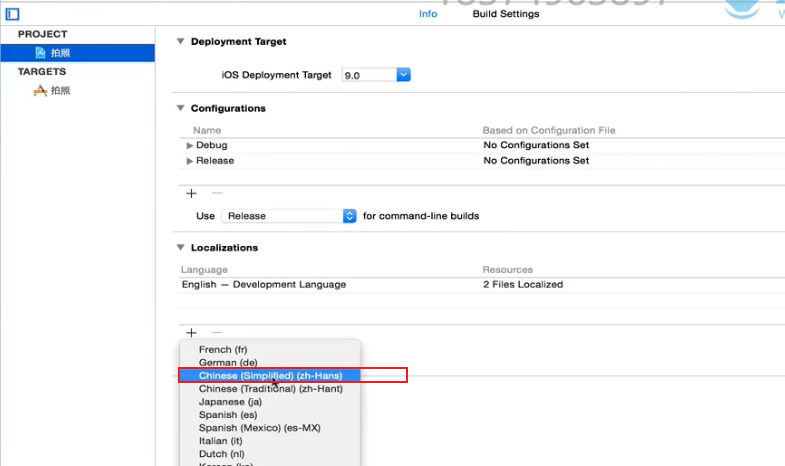 Info Build Settings
PROJECT
拍照
TARGETS
拍照
Deployment Target
iOS Deployment Target 9.0
Configurations
Name Based on Configuration File
Debug No Configurations Set
Release No Configurations Set
Use Release for command-line builds
Localizations
Language Resources
English — Development Language 2 Files Localized
French (fr)
German (de)
Chinese (Simplified) (zh-Hans)
Chinese (Traditional) (zh-Hant)
Japanese (ja)
Spanish (es)
Spanish (Mexico) (es-MX)
Italian (it)
Dutch (nl)